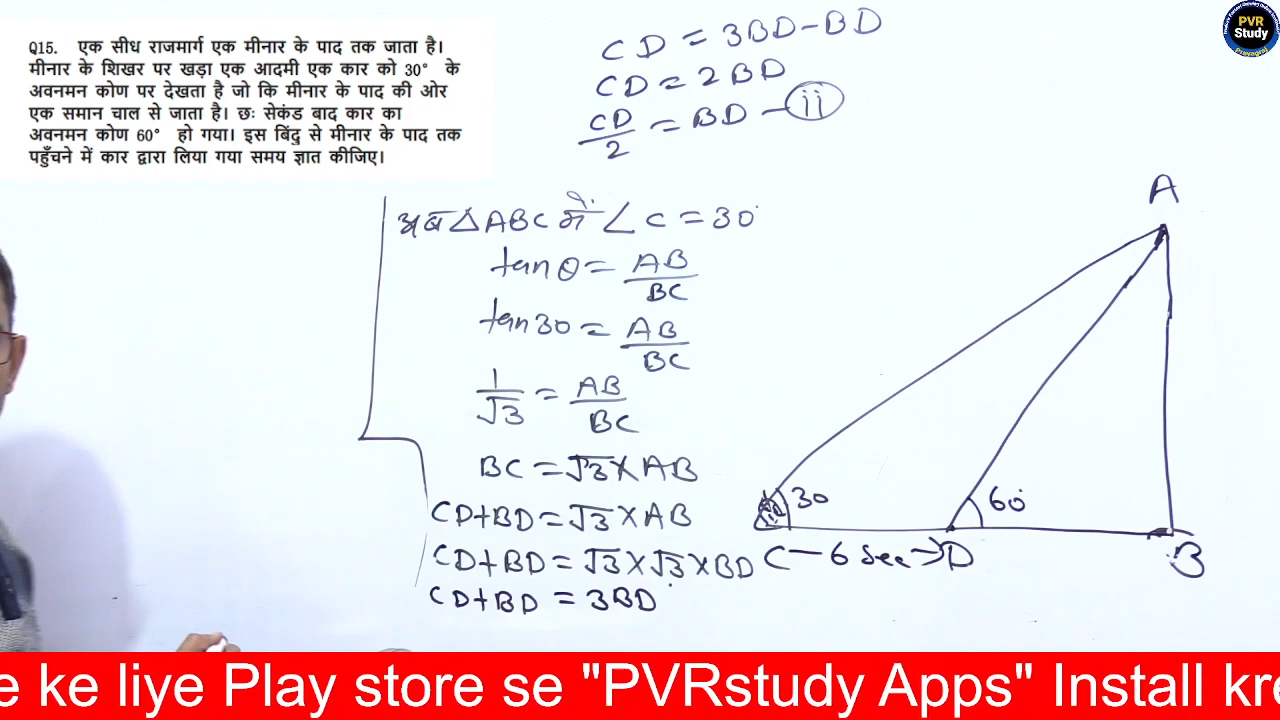 Q15. एक सीध राजमार्ग एक मीनार के पाद तक जाता है।
मीनार के शिखर पर खड़ा एक आदमी एक कार को 30° के
अवनमन कोण पर देखता है जो कि मीनार के पाद की ओर
एक समान चाल से जाता है। छः सेकंड बाद कार का
अवनमन कोण 60° हो गया। इस बिंदु से मीनार के पाद तक
पहुँचने में कार द्वारा लिया गया समय ज्ञात कीजिए।
CD = 3BD-BD
CD = 2BD
CD/2 = BD - ii
PVR
Study
Prayagraj
अब △ABC में ∠C = 30°
tanθ = AB/BC
tan30 = AB/BC
1/√3 = AB/BC
BC = √3×AB
CD+BD = √3×AB
CD+BD = √3×√3×BD
CD+BD = 3BD
A
30
60°
C - 6 Sec → D
B
e ke liye Play store se "PVRstudy Apps" Install kre